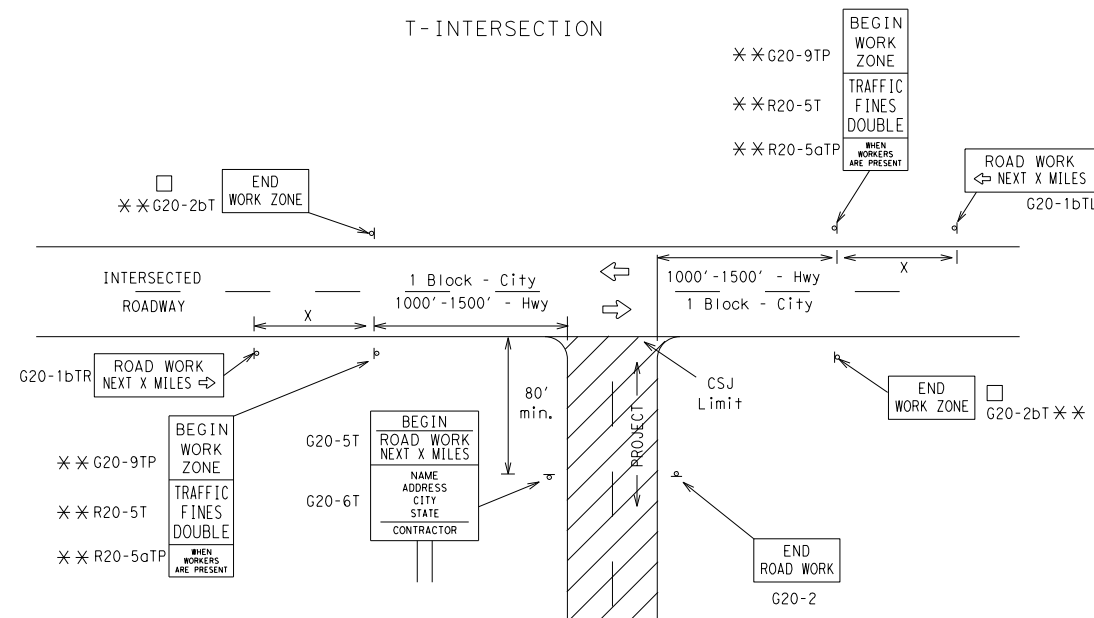 T-INTERSECTION
BEGIN
WORK
ZONE
TRAFFIC
FINES
DOUBLE
WHEN
WORKERS
ARE PRESENT
✱✱G20-9TP
✱✱R20-5T
✱✱R20-5aTP
ROAD WORK
⇦ NEXT X MILES
G20-1bTL
END
WORK ZONE
□
✱✱G20-2bT
INTERSECTED
ROADWAY
1 Block - City
1000'-1500' - Hwy
1000'-1500' - Hwy
1 Block - City
X
X
G20-1bTR
ROAD WORK
NEXT X MILES ⇨
80'
min.
PROJECT
CSJ
Limit
END
WORK ZONE
□
G20-2bT ✱✱
BEGIN
WORK
ZONE
TRAFFIC
FINES
DOUBLE
WHEN
WORKERS
ARE PRESENT
✱✱G20-9TP
✱✱R20-5T
✱✱R20-5aTP
G20-5T
BEGIN
ROAD WORK
NEXT X MILES
G20-6T
NAME
ADDRESS
CITY
STATE
CONTRACTOR
END
ROAD WORK
G20-2